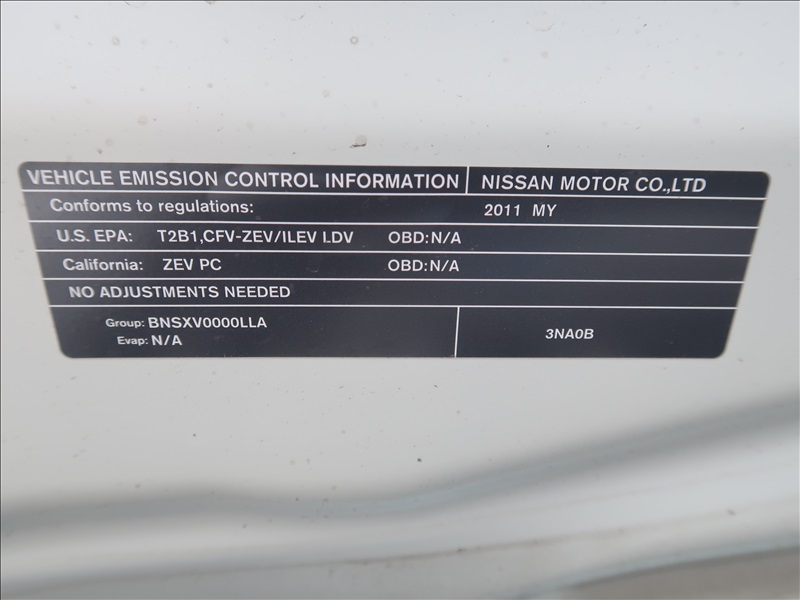 VEHICLE EMISSION CONTROL INFORMATION NISSAN MOTOR CO.,LTD
Conforms to regulations: 2011 MY
U.S. EPA: T2B1,CFV-ZEV/ILEV LDV OBD:N/A
California: ZEV PC OBD:N/A
NO ADJUSTMENTS NEEDED
Group: BNSXV0000LLA
Evap: N/A
3NA0B